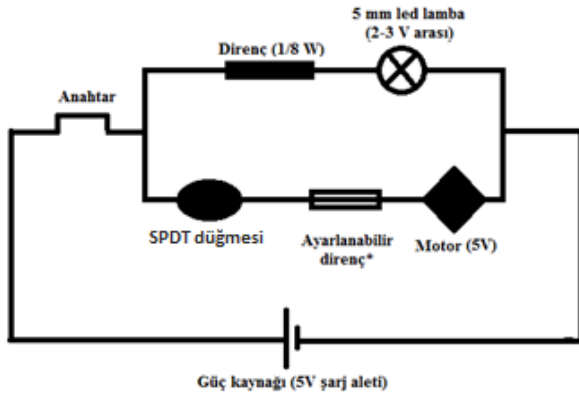 5 mm led lamba
(2-3 V arası)
Direnç (1/8 W)
Anahtar
SPDT düğmesi
Ayarlanabilir
direnç*
Motor (5V)
Güç kaynağı (5V şarj aleti)